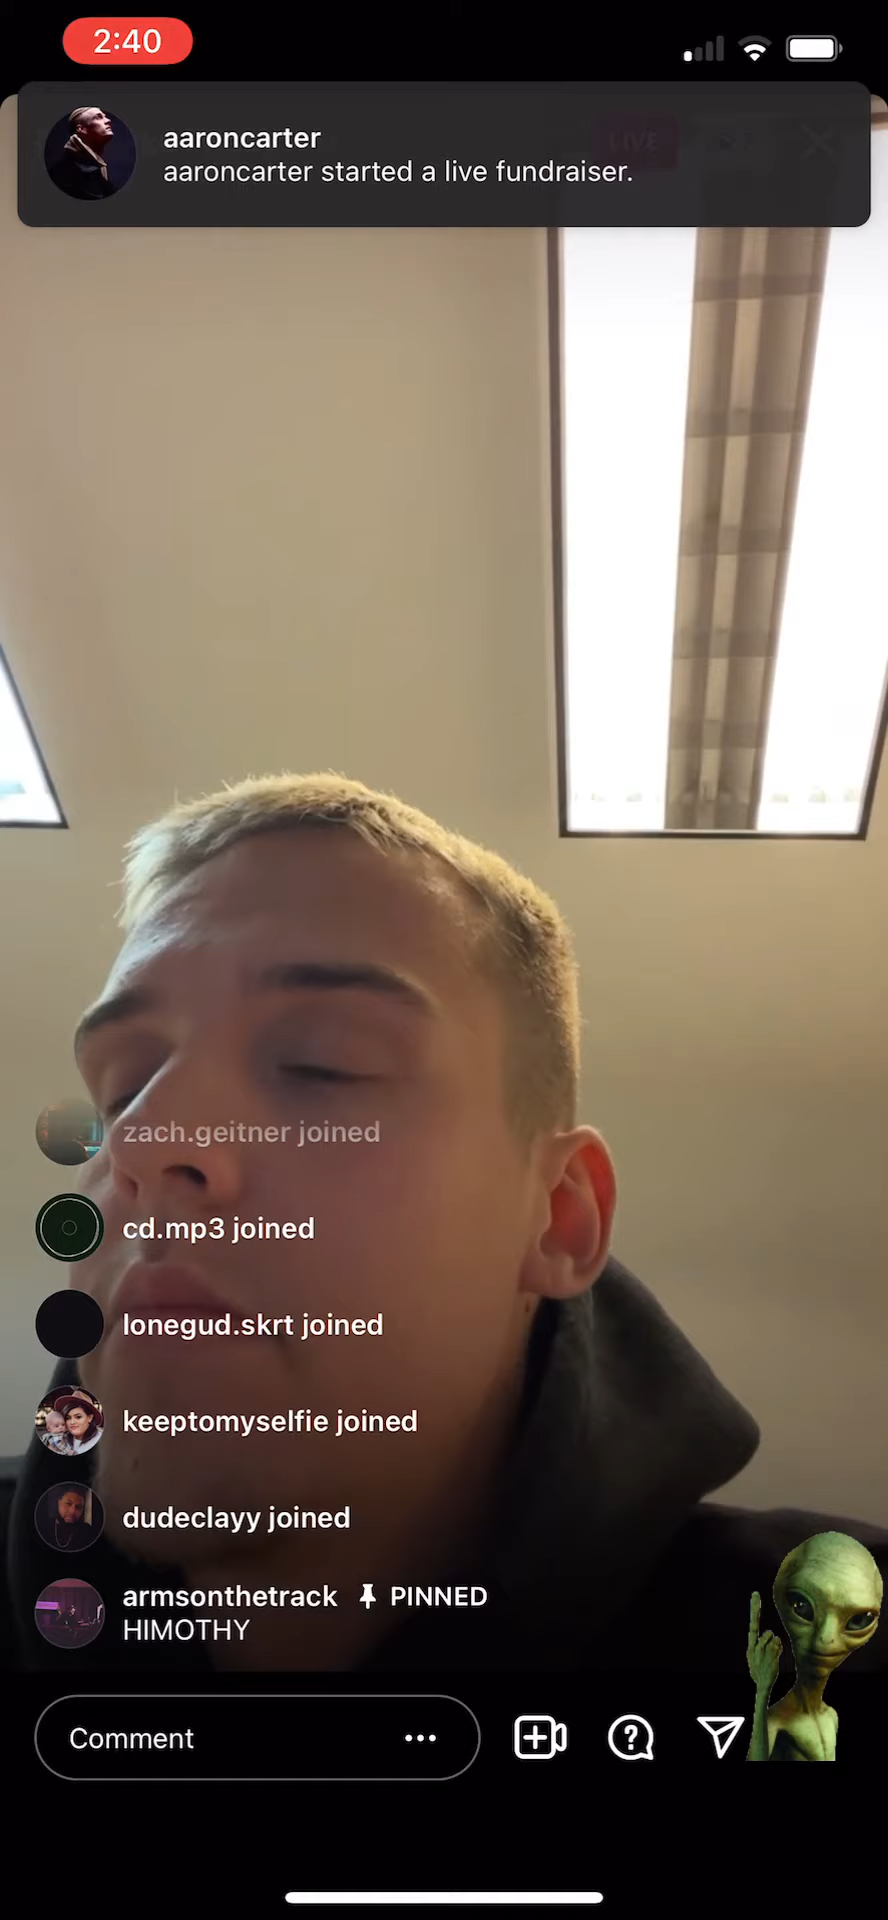 2:40
aaroncarter
LIVE
aaroncarter started a live fundraiser.
zach.geitner joined
cd.mp3 joined
lonegud.skrt joined
keeptomyselfie joined
dudeclayy joined
armsonthetrack PINNED
HIMOTHY
Comment